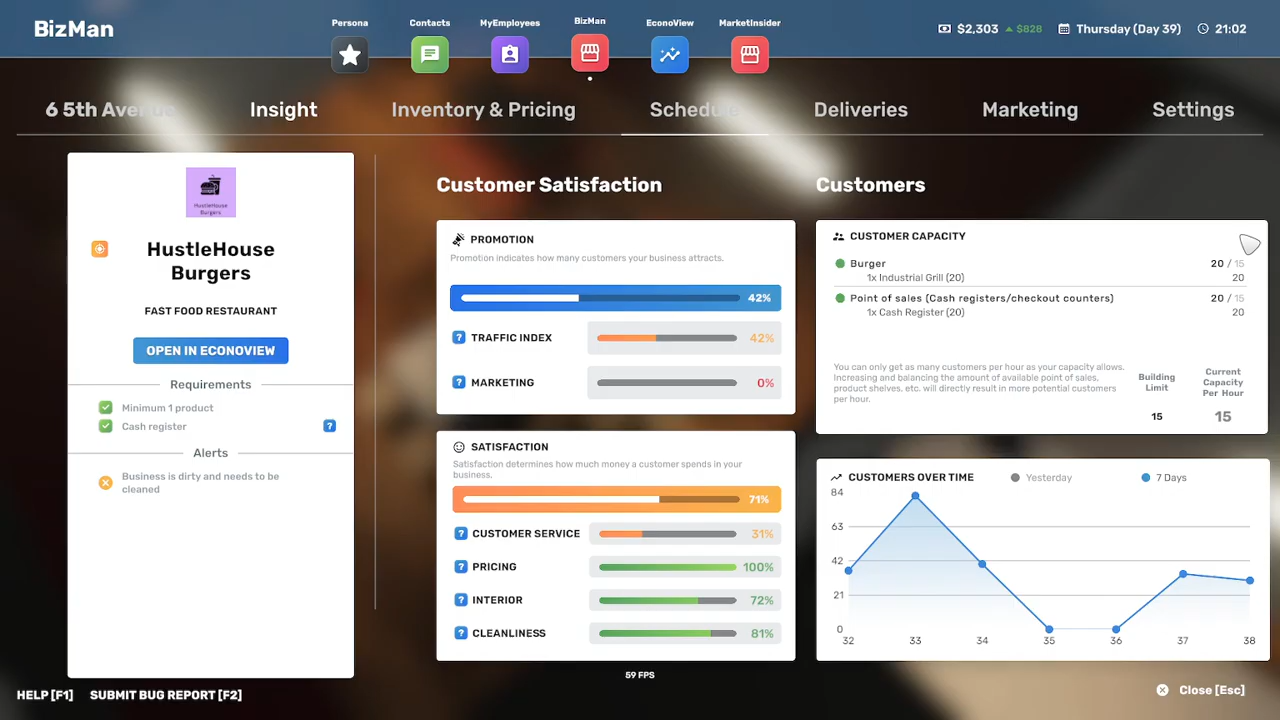 BizMan
Persona
Contacts
MyEmployees
BizMan
EconoView
MarketInsider
$2,303 ▲ $828
Thursday (Day 39)
21:02
6 5th Avenue
Insight
Inventory & Pricing
Schedule
Deliveries
Marketing
Settings
HustleHouse
Burgers
HustleHouse
Burgers
FAST FOOD RESTAURANT
OPEN IN ECONOVIEW
Requirements
Minimum 1 product
Cash register
?
Alerts
Business is dirty and needs to be
cleaned
Customer Satisfaction
PROMOTION
Promotion indicates how many customers your business attracts.
42%
? TRAFFIC INDEX 42%
? MARKETING 0%
SATISFACTION
Satisfaction determines how much money a customer spends in your
business.
71%
? CUSTOMER SERVICE 31%
? PRICING 100%
? INTERIOR 72%
? CLEANLINESS 81%
Customers
CUSTOMER CAPACITY
Burger 20 / 15
1x Industrial Grill (20) 20
Point of sales (Cash registers/checkout counters) 20 / 15
1x Cash Register (20) 20
You can only get as many customers per hour as your capacity allows.
Increasing and balancing the amount of available point of sales,
product shelves, etc. will directly result in more potential customers
per hour.
Building
Limit
15
Current
Capacity
Per Hour
15
CUSTOMERS OVER TIME
Yesterday
7 Days
84
63
42
21
0
32 33 34 35 36 37 38
59 FPS
HELP [F1]
SUBMIT BUG REPORT [F2]
Close [Esc]